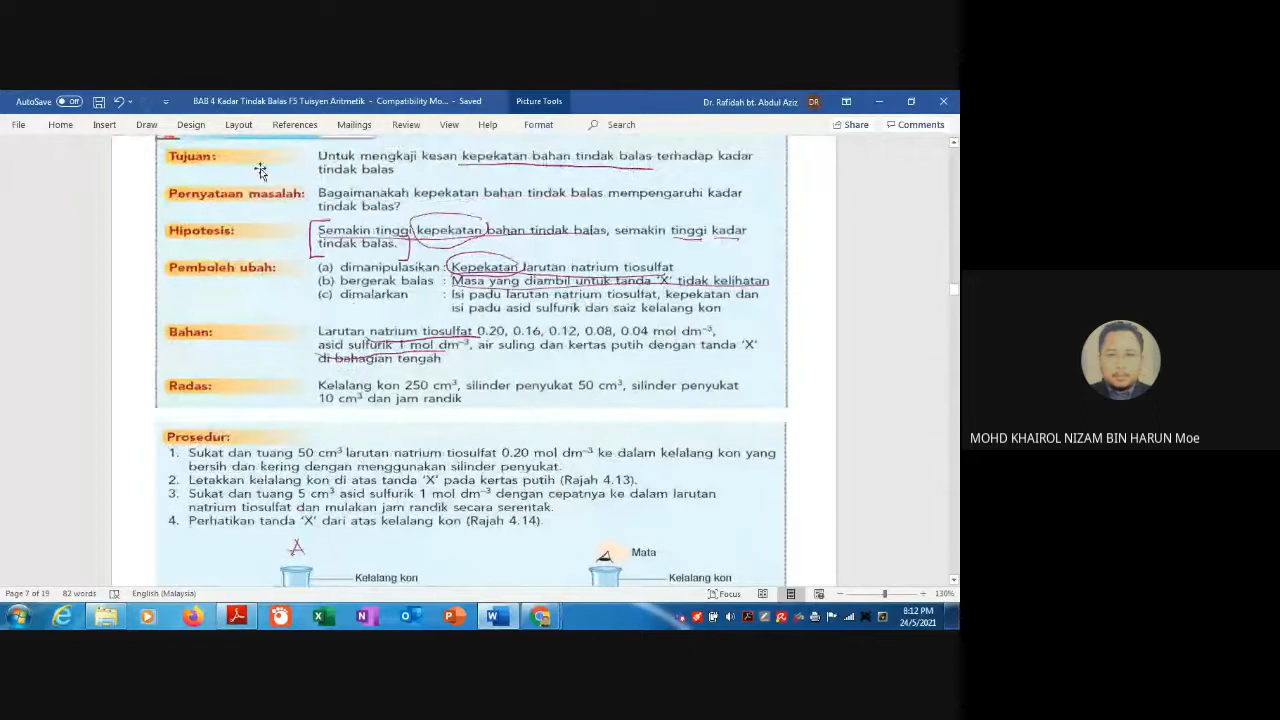 AutoSave Off BAB 4 Kadar Tindak Balas F5 Tuisyen Aritmetik - Compatibility Mo... - Saved Picture Tools Dr. Rafidah bt. Abdul Aziz DR
File Home Insert Draw Design Layout References Mailings Review View Help Format Search Share Comments
Tujuan: Untuk mengkaji kesan kepekatan bahan tindak balas terhadap kadar
tindak balas
Pernyataan masalah: Bagaimanakah kepekatan bahan tindak balas mempengaruhi kadar
tindak balas?
Hipotesis: Semakin tinggi kepekatan bahan tindak balas, semakin tinggi kadar
tindak balas.
Pemboleh ubah: (a) dimanipulasikan : Kepekatan larutan natrium tiosulfat
(b) bergerak balas : Masa yang diambil untuk tanda ‘X’ tidak kelihatan
(c) dimalarkan : Isi padu larutan natrium tiosulfat, kepekatan dan
isi padu asid sulfurik dan saiz kelalang kon
Bahan: Larutan natrium tiosulfat 0.20, 0.16, 0.12, 0.08, 0.04 mol dm⁻³,
asid sulfurik 1 mol dm⁻³, air suling dan kertas putih dengan tanda ‘X’
di bahagian tengah
Radas: Kelalang kon 250 cm³, silinder penyukat 50 cm³, silinder penyukat
10 cm³ dan jam randik
Prosedur:
1. Sukat dan tuang 50 cm³ larutan natrium tiosulfat 0.20 mol dm⁻³ ke dalam kelalang kon yang
bersih dan kering dengan menggunakan silinder penyukat.
2. Letakkan kelalang kon di atas tanda ‘X’ pada kertas putih (Rajah 4.13).
3. Sukat dan tuang 5 cm³ asid sulfurik 1 mol dm⁻³ dengan cepatnya ke dalam larutan
natrium tiosulfat dan mulakan jam randik secara serentak.
4. Perhatikan tanda ‘X’ dari atas kelalang kon (Rajah 4.14).
Mata
Kelalang kon Kelalang kon
Page 7 of 19 82 words English (Malaysia) Focus 130%
8:12 PM
24/5/2021
MOHD KHAIROL NIZAM BIN HARUN Moe